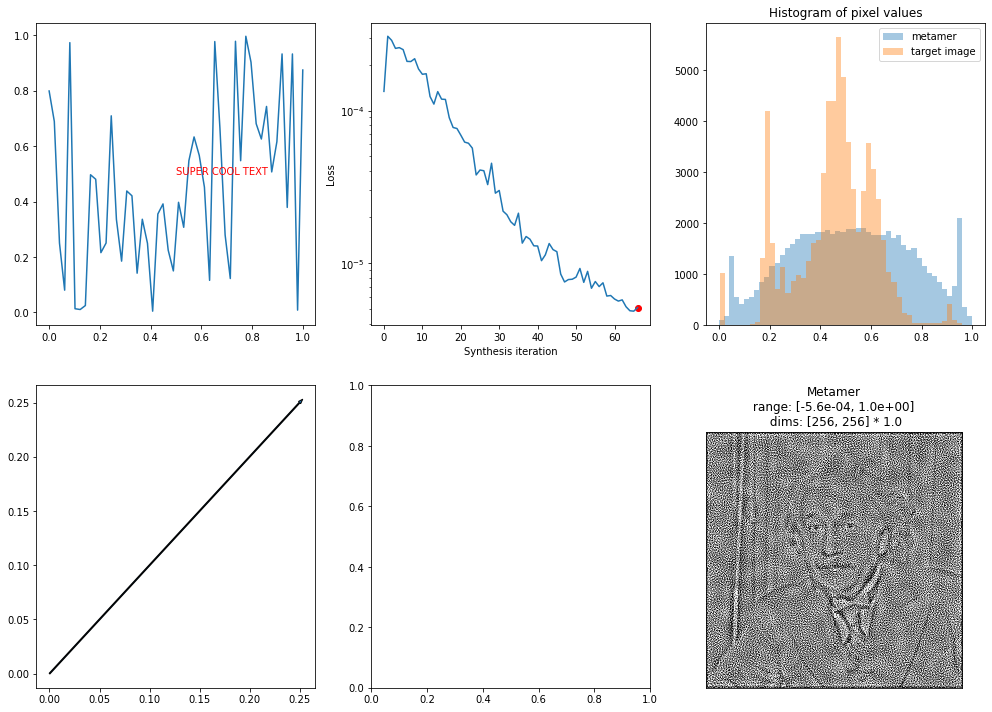 1.0
0.8
0.6
0.4
0.2
0.0
SUPER COOL TEXT
0.0 0.2 0.4 0.6 0.8 1.0
Loss
10⁻⁴
10⁻⁵
0 10 20 30 40 50 60
Synthesis iteration
Histogram of pixel values
metamer
target image
5000
4000
3000
2000
1000
0
0.0 0.2 0.4 0.6 0.8 1.0
0.25
0.20
0.15
0.10
0.05
0.00
0.00 0.05 0.10 0.15 0.20 0.25
1.0
0.8
0.6
0.4
0.2
0.0
0.0 0.2 0.4 0.6 0.8 1.0
Metamer
range: [-5.6e-04, 1.0e+00]
dims: [256, 256] * 1.0